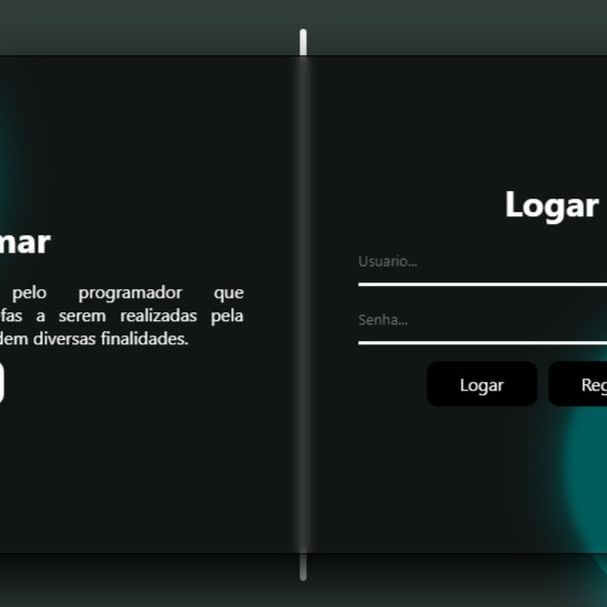 mar
pelo programador que
fas a serem realizadas pela
dem diversas finalidades.
Logar
Usuario...
Senha...
Logar
Reg